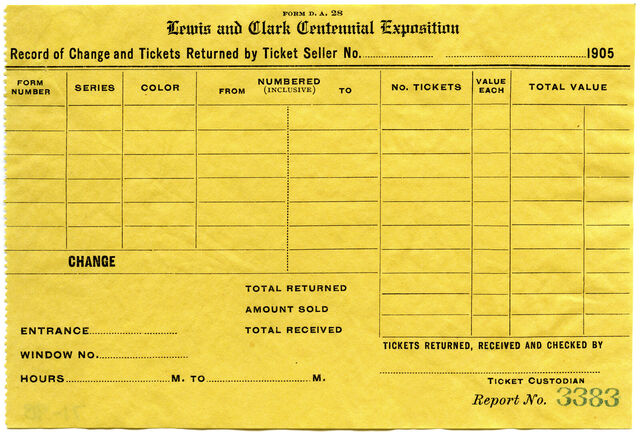 FORM D. A. 28
Lewis and Clark Centennial Exposition
Record of Change and Tickets Returned by Ticket Seller No. 1905
FORM NUMBER SERIES COLOR NUMBERED (INCLUSIVE) FROM TO No. TICKETS VALUE EACH TOTAL VALUE
CHANGE
TOTAL RETURNED
AMOUNT SOLD
ENTRANCE TOTAL RECEIVED
TICKETS RETURNED, RECEIVED AND CHECKED BY
WINDOW No.
HOURS M. TO M.
TICKET CUSTODIAN
Report No. 3383